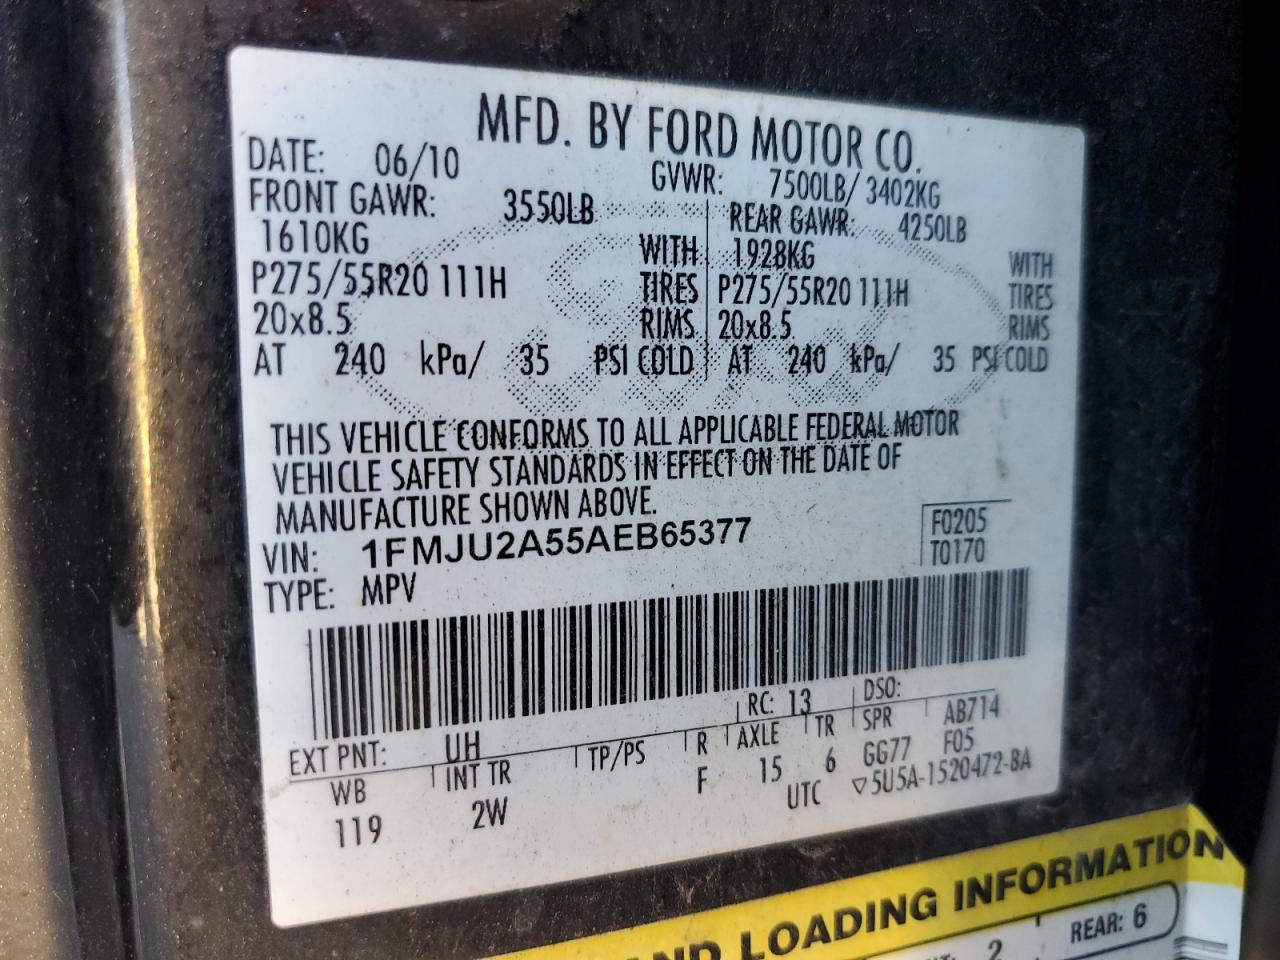 MFD. BY FORD MOTOR CO.
DATE: 06/10 GVWR: 7500LB/ 3402KG
FRONT GAWR: 3550LB REAR GAWR: 4250LB
1610KG WITH 1928KG WITH
P275/55R20 111H TIRES P275/55R20 111H TIRES
20x8.5 RIMS 20x8.5 RIMS
AT 240 kPa/ 35 PSI COLD AT 240 kPa/ 35 PSI COLD
THIS VEHICLE CONFORMS TO ALL APPLICABLE FEDERAL MOTOR
VEHICLE SAFETY STANDARDS IN EFFECT ON THE DATE OF
MANUFACTURE SHOWN ABOVE.
VIN: 1FMJU2A55AEB65377 F0205
TYPE: MPV T0170
EXT PNT: UH RC: 13 DSO:
WB INT TR TP/PS R AXLE TR SPR AB714
119 2W F 15 6 GG77 F05
UTC ▽5U5A-1520472-BA
AND LOADING INFORMATION
2 REAR: 6